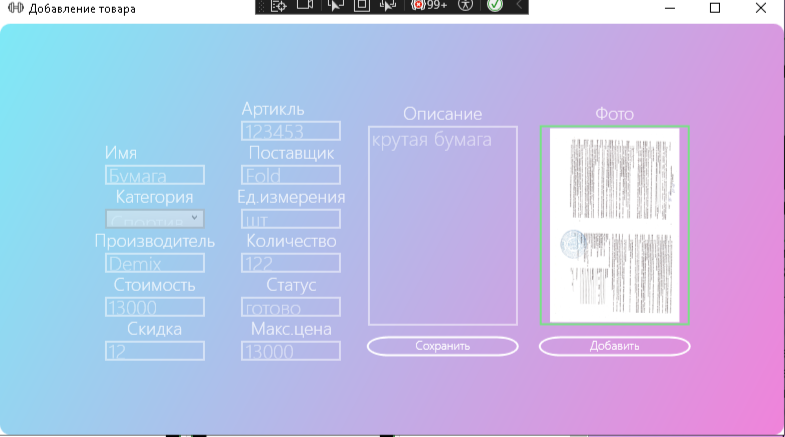 Добавление товара
99+
Артикль
123453
Имя
Бумага
Поставщик
Fold
Категория
Спортив
Ед.измерения
шт
Производитель
Demix
Количество
122
Стоимость
13000
Статус
готово
Скидка
12
Макс.цена
13000
Описание
крутая бумага
Сохранить
Фото
Добавить